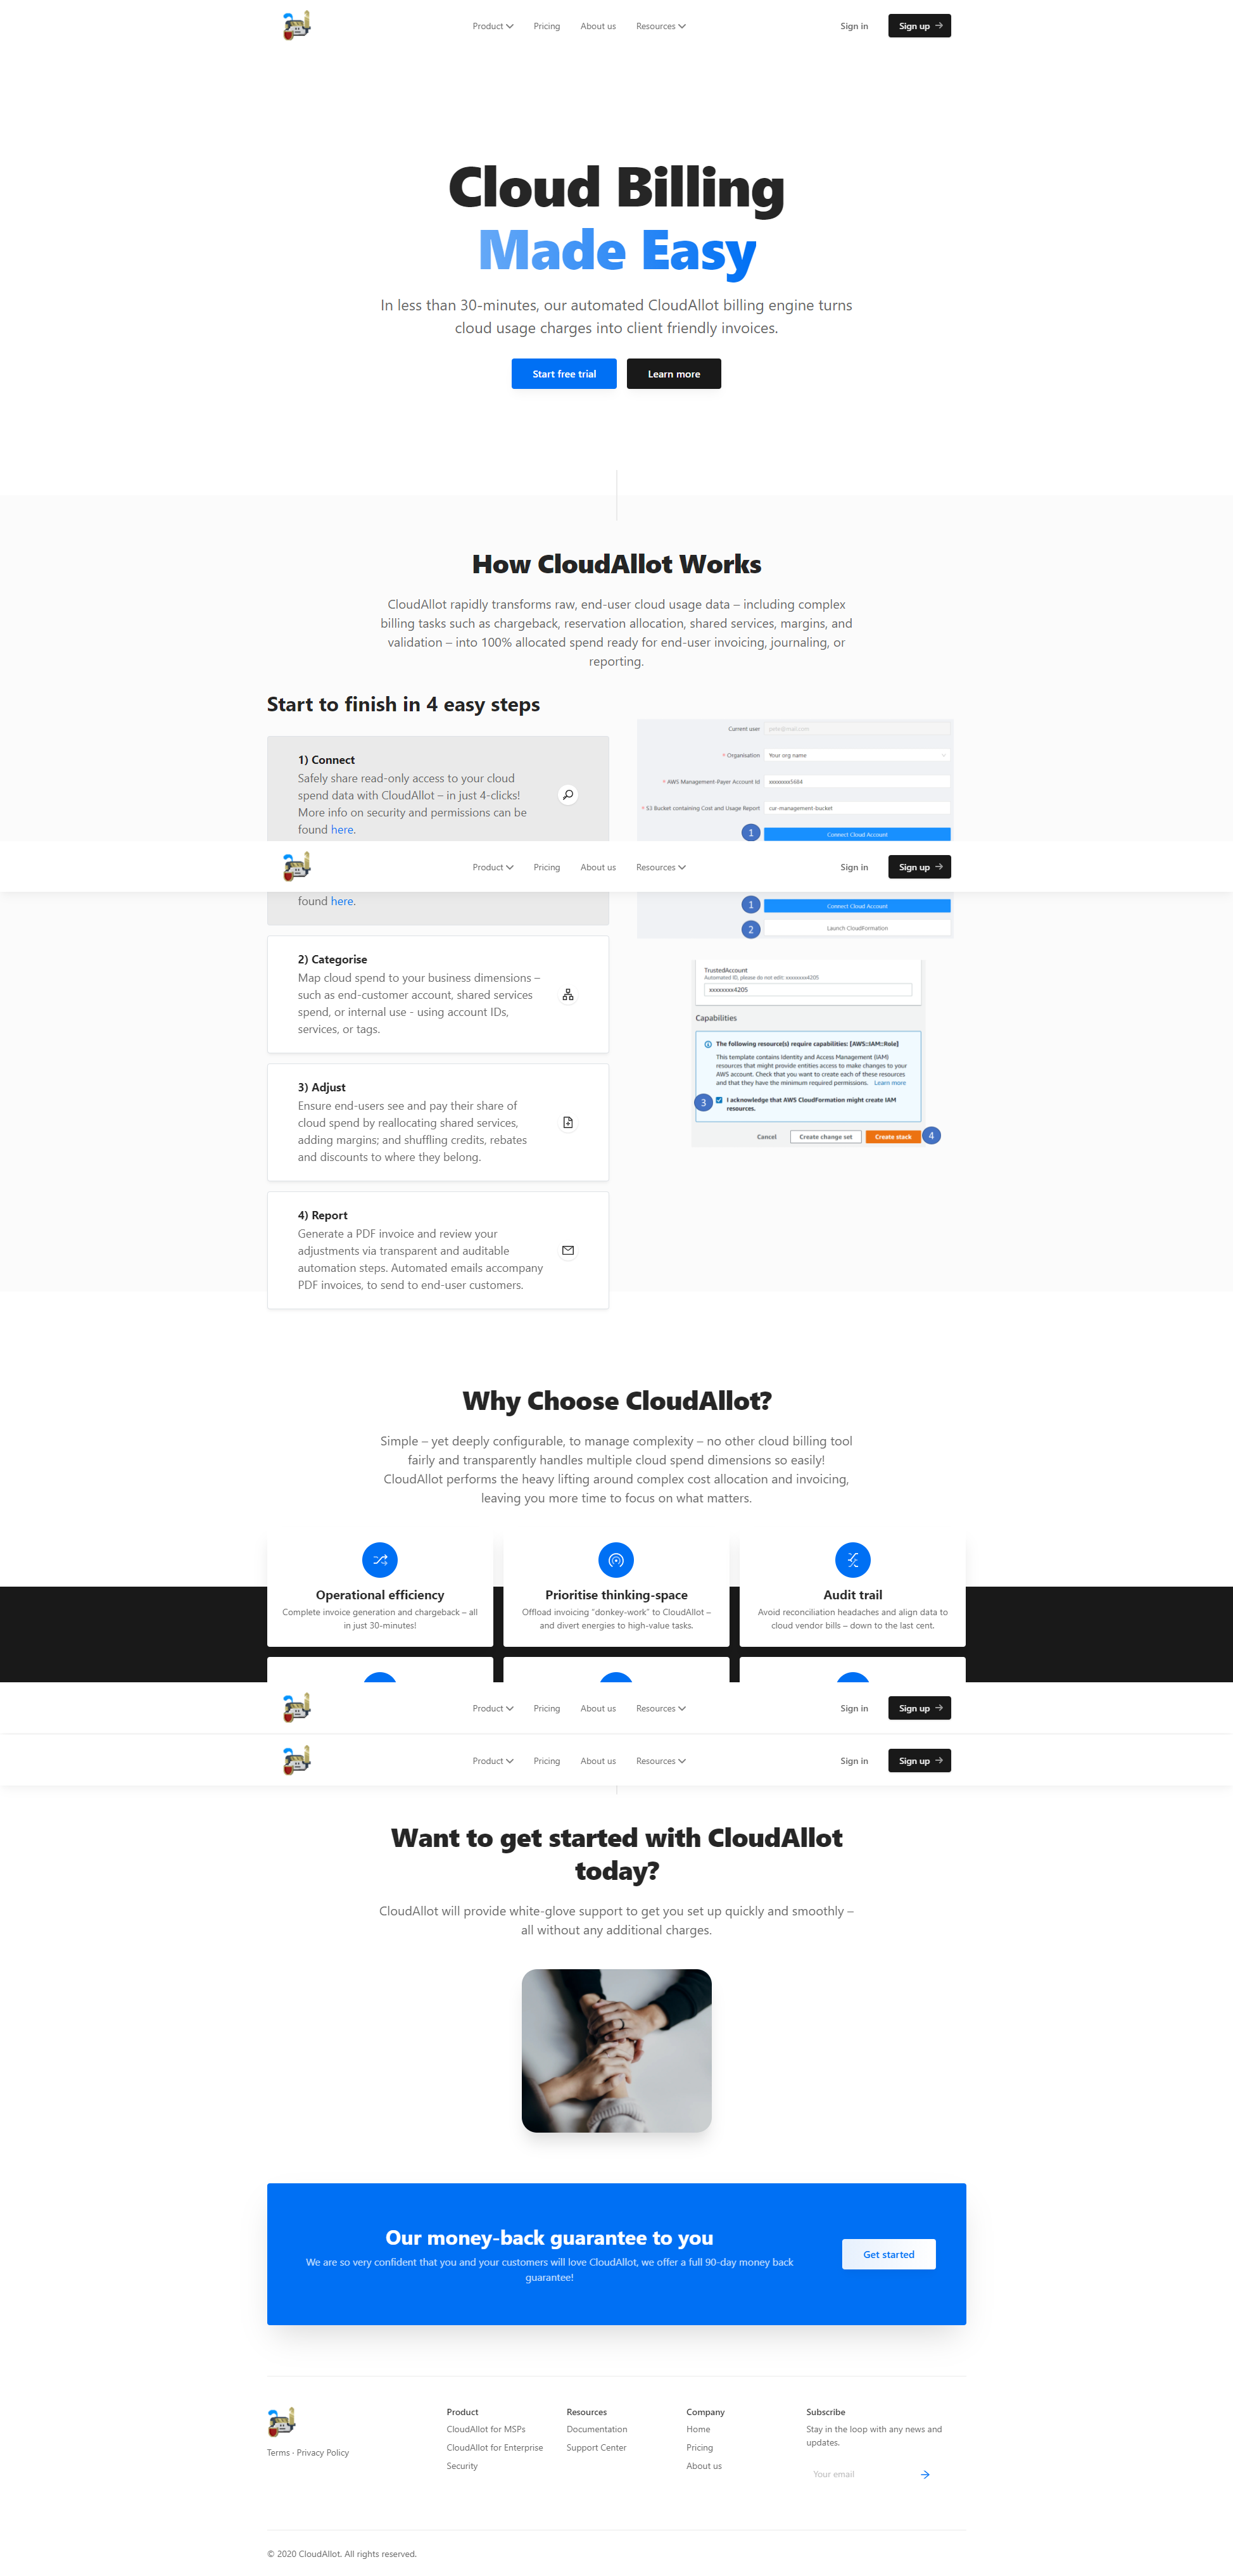 Product
Pricing
About us
Resources
Sign in
Sign up
Cloud Billing
Made Easy
In less than 30-minutes, our automated CloudAllot billing engine turns
cloud usage charges into client friendly invoices.
Start free trial
Learn more
How CloudAllot Works
CloudAllot rapidly transforms raw, end-user cloud usage data – including complex
billing tasks such as chargeback, reservation allocation, shared services, margins, and
validation – into 100% allocated spend ready for end-user invoicing, journaling, or
reporting.
Start to finish in 4 easy steps
1) Connect
Safely share read-only access to your cloud
spend data with CloudAllot – in just 4-clicks!
More info on security and permissions can be
found here.
Current user
pete@mail.com
* Organisation
Your org name
* AWS Management-Payer Account Id
xxxxxxxx5684
* S3 Bucket containing Cost and Usage Report
cur-management-bucket
1
Connect Cloud Account
Product
Pricing
About us
Resources
Sign in
Sign up
found here.
1
Connect Cloud Account
2
Launch CloudFormation
2) Categorise
Map cloud spend to your business dimensions –
such as end-customer account, shared services
spend, or internal use - using account IDs,
services, or tags.
TrustedAccount
Automated ID, please do not edit: xxxxxxxx4205
xxxxxxxx4205
Capabilities
The following resource(s) require capabilities: [AWS::IAM::Role]
This template contains Identity and Access Management (IAM)
resources that might provide entities access to make changes to your
AWS account. Check that you want to create each of these resources
and that they have the minimum required permissions. Learn more
3
I acknowledge that AWS CloudFormation might create IAM
resources.
Cancel
Create change set
Create stack
4
3) Adjust
Ensure end-users see and pay their share of
cloud spend by reallocating shared services,
adding margins; and shuffling credits, rebates
and discounts to where they belong.
4) Report
Generate a PDF invoice and review your
adjustments via transparent and auditable
automation steps. Automated emails accompany
PDF invoices, to send to end-user customers.
Why Choose CloudAllot?
Simple – yet deeply configurable, to manage complexity – no other cloud billing tool
fairly and transparently handles multiple cloud spend dimensions so easily!
CloudAllot performs the heavy lifting around complex cost allocation and invoicing,
leaving you more time to focus on what matters.
Operational efficiency
Complete invoice generation and chargeback – all
in just 30-minutes!
Prioritise thinking-space
Offload invoicing “donkey-work” to CloudAllot –
and divert energies to high-value tasks.
Audit trail
Avoid reconciliation headaches and align data to
cloud vendor bills – down to the last cent.
Product
Pricing
About us
Resources
Sign in
Sign up
Product
Pricing
About us
Resources
Sign in
Sign up
Want to get started with CloudAllot
today?
CloudAllot will provide white-glove support to get you set up quickly and smoothly –
all without any additional charges.
Our money-back guarantee to you
We are so very confident that you and your customers will love CloudAllot, we offer a full 90-day money back
guarantee!
Get started
Terms - Privacy Policy
Product
CloudAllot for MSPs
CloudAllot for Enterprise
Security
Resources
Documentation
Support Center
Company
Home
Pricing
About us
Subscribe
Stay in the loop with any news and
updates.
Your email
© 2020 CloudAllot. All rights reserved.